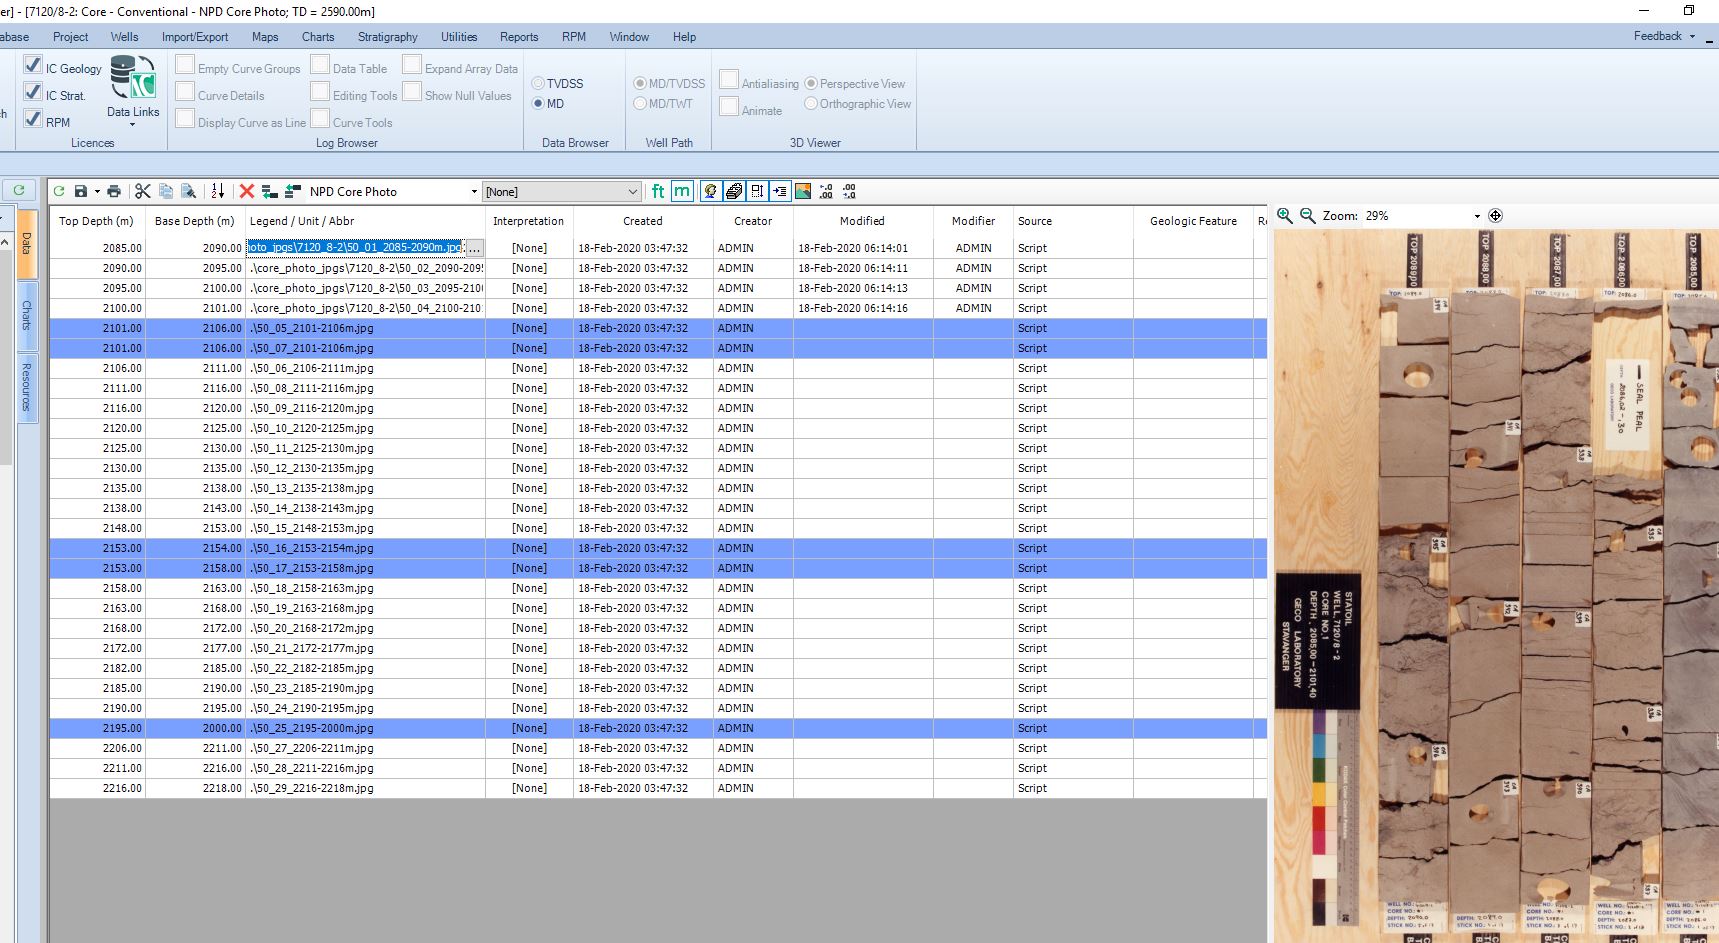 er] - [7120/8-2: Core - Conventional - NPD Core Photo; TD = 2590.00m]
abase Project Wells Import/Export Maps Charts Stratigraphy Utilities Reports RPM Window Help Feedback
IC Geology Empty Curve Groups Data Table Expand Array Data TVDSS MD/TVDSS Antialiasing Perspective View
IC Strat. Curve Details Editing Tools Show Null Values MD MD/TWT Animate Orthographic View
RPM Data Links Display Curve as Line Curve Tools
Licences Log Browser Data Browser Well Path 3D Viewer
NPD Core Photo [None] ft m
Zoom: 29%
Data
Charts
Resources
Top Depth (m) Base Depth (m) Legend / Unit / Abbr Interpretation Created Creator Modified Modifier Source Geologic Feature Re
2085.00 2090.00 hoto_jpgs\7120_8-2\50_01_2085-2090m.jpg ... [None] 18-Feb-2020 03:47:32 ADMIN 18-Feb-2020 06:14:01 ADMIN Script
2090.00 2095.00 .\core_photo_jpgs\7120_8-2\50_02_2090-2095 [None] 18-Feb-2020 03:47:32 ADMIN 18-Feb-2020 06:14:11 ADMIN Script
2095.00 2100.00 .\core_photo_jpgs\7120_8-2\50_03_2095-2100 [None] 18-Feb-2020 03:47:32 ADMIN 18-Feb-2020 06:14:13 ADMIN Script
2100.00 2101.00 .\core_photo_jpgs\7120_8-2\50_04_2100-2101 [None] 18-Feb-2020 03:47:32 ADMIN 18-Feb-2020 06:14:16 ADMIN Script
2101.00 2106.00 .\50_05_2101-2106m.jpg [None] 18-Feb-2020 03:47:32 ADMIN Script
2101.00 2106.00 .\50_07_2101-2106m.jpg [None] 18-Feb-2020 03:47:32 ADMIN Script
2106.00 2111.00 .\50_06_2106-2111m.jpg [None] 18-Feb-2020 03:47:32 ADMIN Script
2111.00 2116.00 .\50_08_2111-2116m.jpg [None] 18-Feb-2020 03:47:32 ADMIN Script
2116.00 2120.00 .\50_09_2116-2120m.jpg [None] 18-Feb-2020 03:47:32 ADMIN Script
2120.00 2125.00 .\50_10_2120-2125m.jpg [None] 18-Feb-2020 03:47:32 ADMIN Script
2125.00 2130.00 .\50_11_2125-2130m.jpg [None] 18-Feb-2020 03:47:32 ADMIN Script
2130.00 2135.00 .\50_12_2130-2135m.jpg [None] 18-Feb-2020 03:47:32 ADMIN Script
2135.00 2138.00 .\50_13_2135-2138m.jpg [None] 18-Feb-2020 03:47:32 ADMIN Script
2138.00 2143.00 .\50_14_2138-2143m.jpg [None] 18-Feb-2020 03:47:32 ADMIN Script
2148.00 2153.00 .\50_15_2148-2153m.jpg [None] 18-Feb-2020 03:47:32 ADMIN Script
2153.00 2154.00 .\50_16_2153-2154m.jpg [None] 18-Feb-2020 03:47:32 ADMIN Script
2153.00 2158.00 .\50_17_2153-2158m.jpg [None] 18-Feb-2020 03:47:32 ADMIN Script
2158.00 2163.00 .\50_18_2158-2163m.jpg [None] 18-Feb-2020 03:47:32 ADMIN Script
2163.00 2168.00 .\50_19_2163-2168m.jpg [None] 18-Feb-2020 03:47:32 ADMIN Script
2168.00 2172.00 .\50_20_2168-2172m.jpg [None] 18-Feb-2020 03:47:32 ADMIN Script
2172.00 2177.00 .\50_21_2172-2177m.jpg [None] 18-Feb-2020 03:47:32 ADMIN Script
2182.00 2185.00 .\50_22_2182-2185m.jpg [None] 18-Feb-2020 03:47:32 ADMIN Script
2185.00 2190.00 .\50_23_2185-2190m.jpg [None] 18-Feb-2020 03:47:32 ADMIN Script
2190.00 2195.00 .\50_24_2190-2195m.jpg [None] 18-Feb-2020 03:47:32 ADMIN Script
2195.00 2000.00 .\50_25_2195-2000m.jpg [None] 18-Feb-2020 03:47:32 ADMIN Script
2206.00 2211.00 .\50_27_2206-2211m.jpg [None] 18-Feb-2020 03:47:32 ADMIN Script
2211.00 2216.00 .\50_28_2211-2216m.jpg [None] 18-Feb-2020 03:47:32 ADMIN Script
2216.00 2218.00 .\50_29_2216-2218m.jpg [None] 18-Feb-2020 03:47:32 ADMIN Script
TOP 2089,00 TOP 2088,00 TOP 2087,00 TOP 2086,00 TOP 2085,00
SEAL PEAL
2086,02-,30
STATOIL
WELL, 7120/8-2
CORE NO.1
DEPTH. 2085,00-2101,40
GECO LABORATORY
STAVANGER